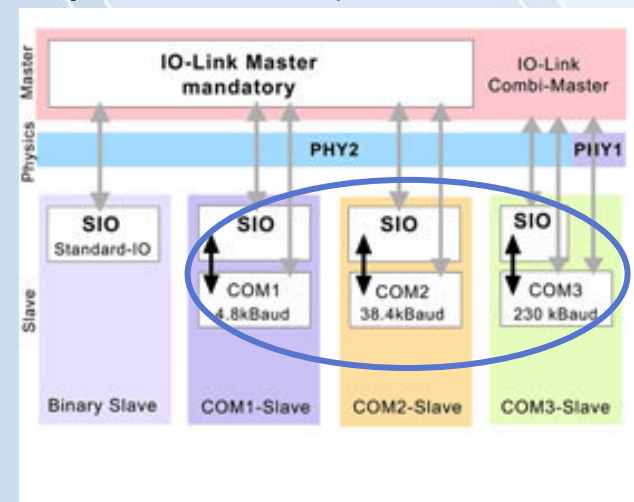 Master
IO-Link Master
mandatory
IO-Link
Combi-Master
Physics
PHY2
PHY1
Slave
SIO
Standard-IO
Binary Slave
SIO
COM1
4.8kBaud
COM1-Slave
SIO
COM2
38.4kBaud
COM2-Slave
SIO
COM3
230 kBaud
COM3-Slave